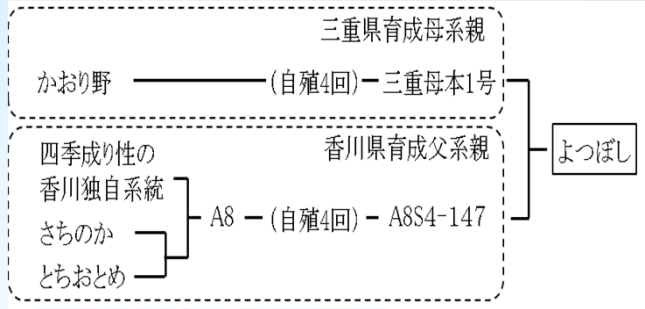 三重県育成母系親
かおり野 (自殖4回) 三重母本1号
香川県育成父系親
四季成り性の
香川独自系統
さちのか
とちおとめ
A8 (自殖4回) A8S4-147
よつぼし